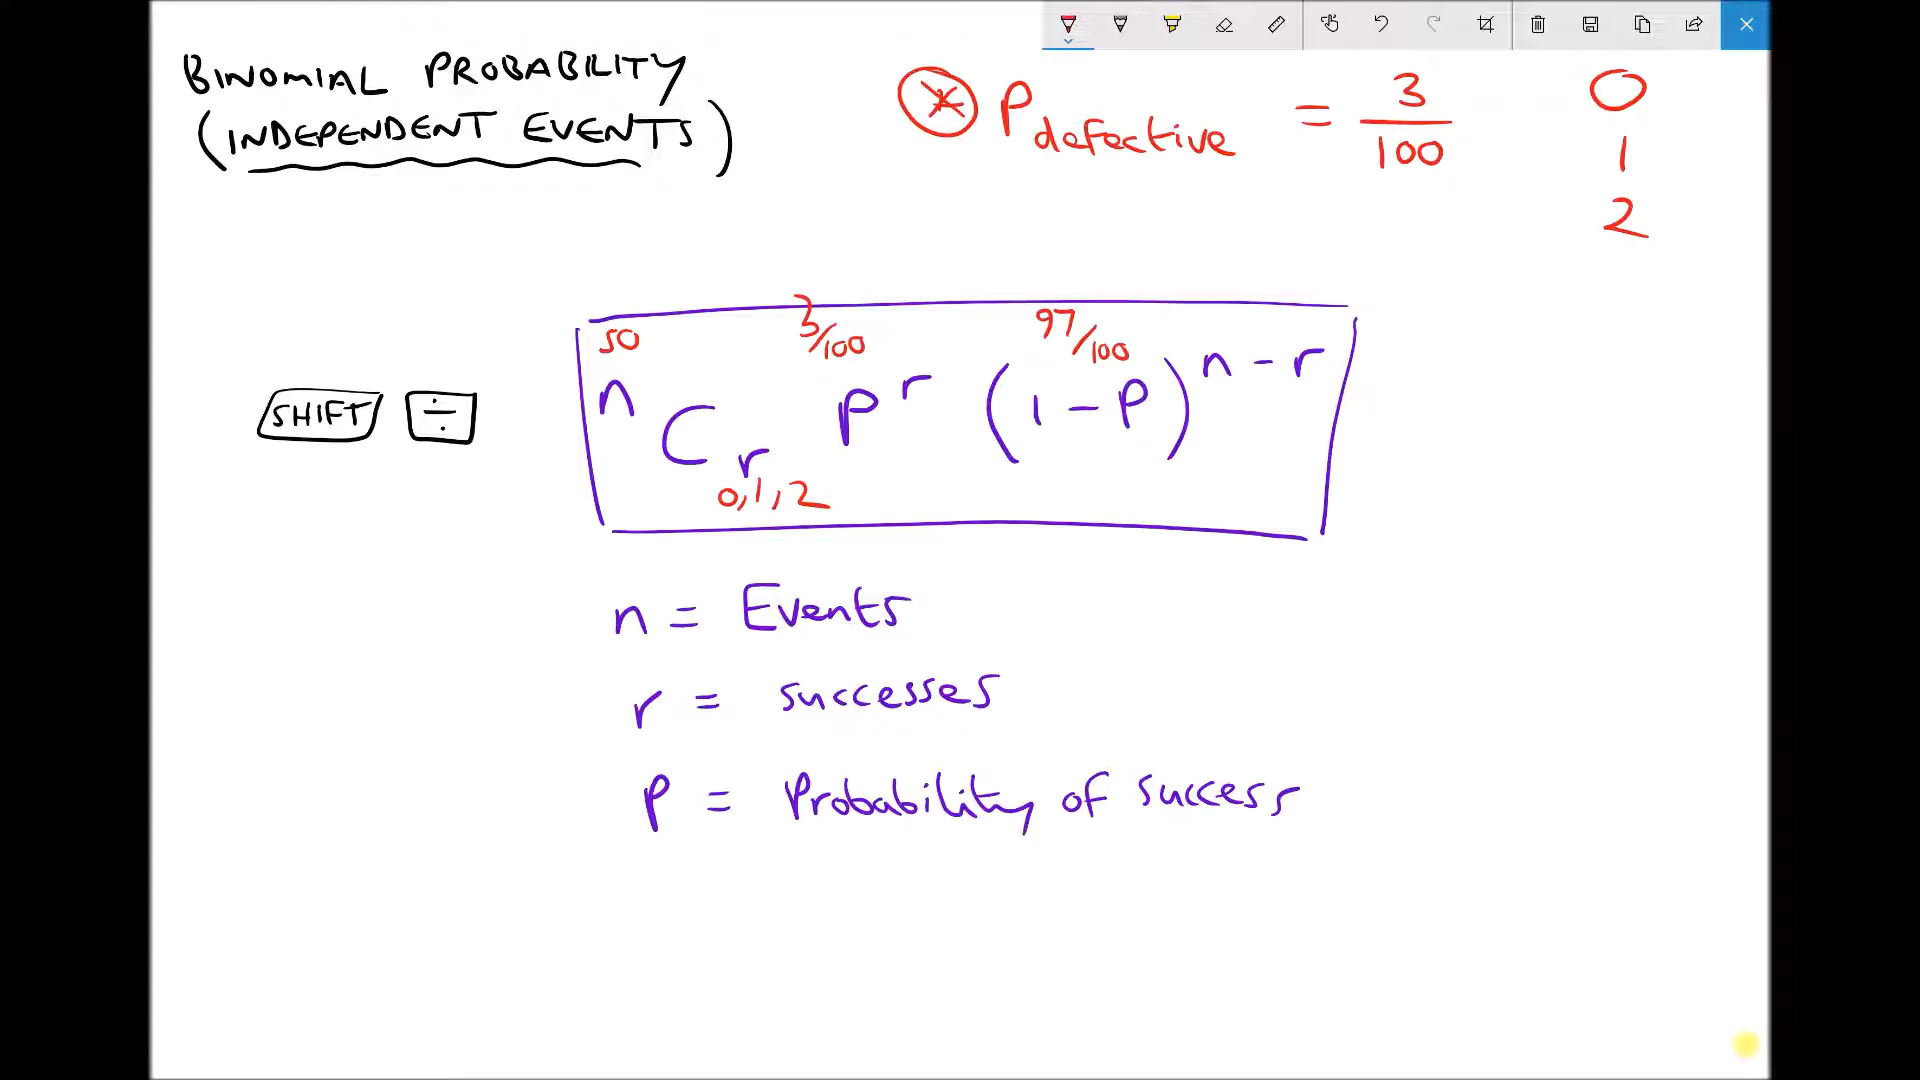 BINOMIAL PROBABILITY
(INDEPENDENT EVENTS)
* P defective = 3/100
0
1
2
50 3/100 97/100
SHIFT ÷ nCr p^r (1 - p)^n - r
0, 1, 2
n = Events
r = successes
p = Probability of success